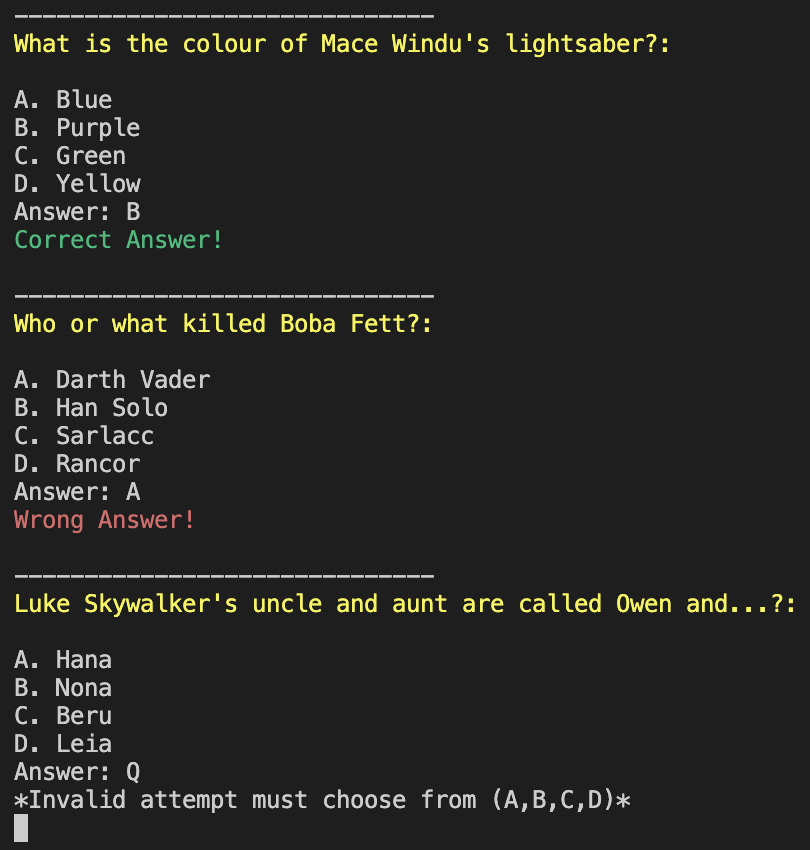 ------------------------------
What is the colour of Mace Windu's lightsaber?:
A. Blue
B. Purple
C. Green
D. Yellow
Answer: B
Correct Answer!
------------------------------
Who or what killed Boba Fett?:
A. Darth Vader
B. Han Solo
C. Sarlacc
D. Rancor
Answer: A
Wrong Answer!
------------------------------
Luke Skywalker's uncle and aunt are called Owen and...?:
A. Hana
B. Nona
C. Beru
D. Leia
Answer: Q
*Invalid attempt must choose from (A,B,C,D)*